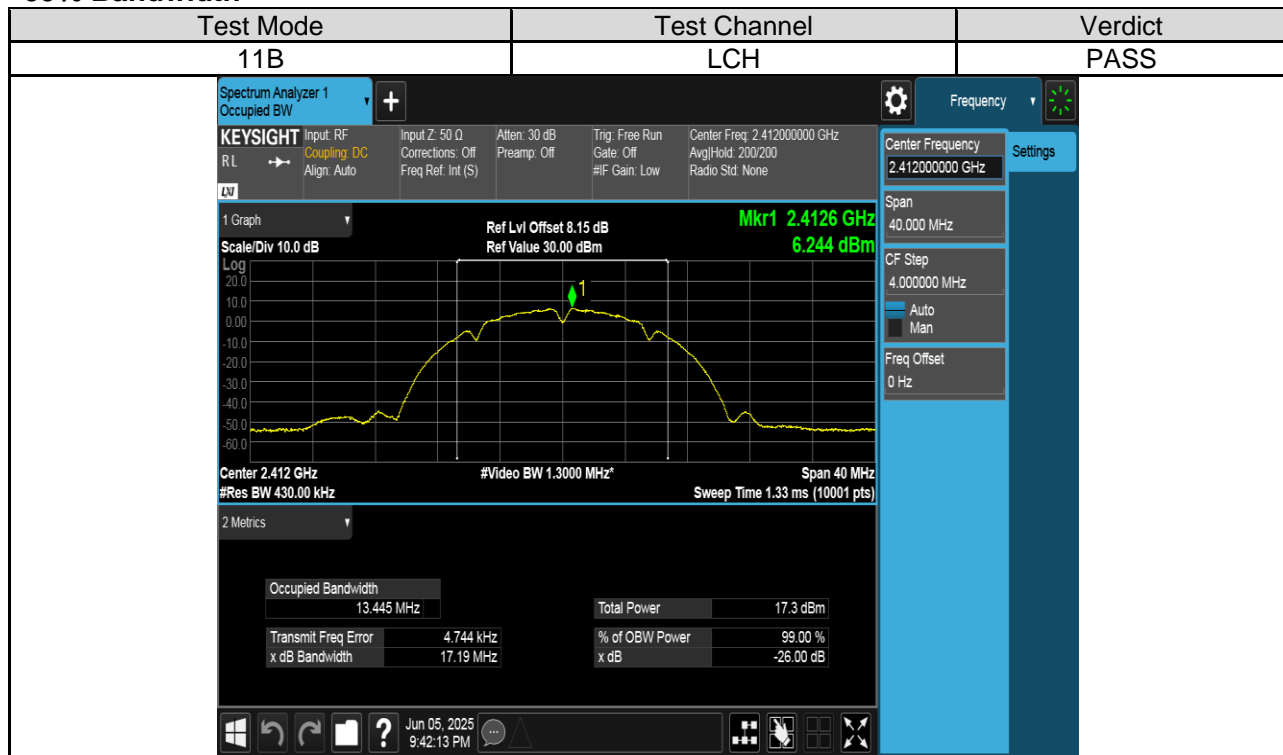 Test Mode Test Channel Verdict
11B LCH PASS
Spectrum Analyzer 1
Occupied BW
+
Frequency
KEYSIGHT Input: RF Input Z: 50 Ω Atten: 30 dB Trig: Free Run Center Freq: 2.412000000 GHz
RL Coupling: DC Corrections: Off Preamp: Off Gate: Off Avg|Hold: 200/200
Align: Auto Freq Ref: Int (S) #IF Gain: Low Radio Std: None
LXI
Center Frequency
2.412000000 GHz
Settings
Span
40.000 MHz
CF Step
4.000000 MHz
Auto
Man
Freq Offset
0 Hz
1 Graph
Ref Lvl Offset 8.15 dB
Mkr1 2.4126 GHz
Scale/Div 10.0 dB
Ref Value 30.00 dBm
6.244 dBm
Log
20.0
10.0
0.00
-10.0
-20.0
-30.0
-40.0
-50.0
-60.0
1
Center 2.412 GHz #Video BW 1.3000 MHz* Span 40 MHz
#Res BW 430.00 kHz Sweep Time 1.33 ms (10001 pts)
2 Metrics
Occupied Bandwidth
13.445 MHz
Total Power 17.3 dBm
Transmit Freq Error 4.744 kHz % of OBW Power 99.00 %
x dB Bandwidth 17.19 MHz x dB -26.00 dB
?
Jun 05, 2025
9:42:13 PM